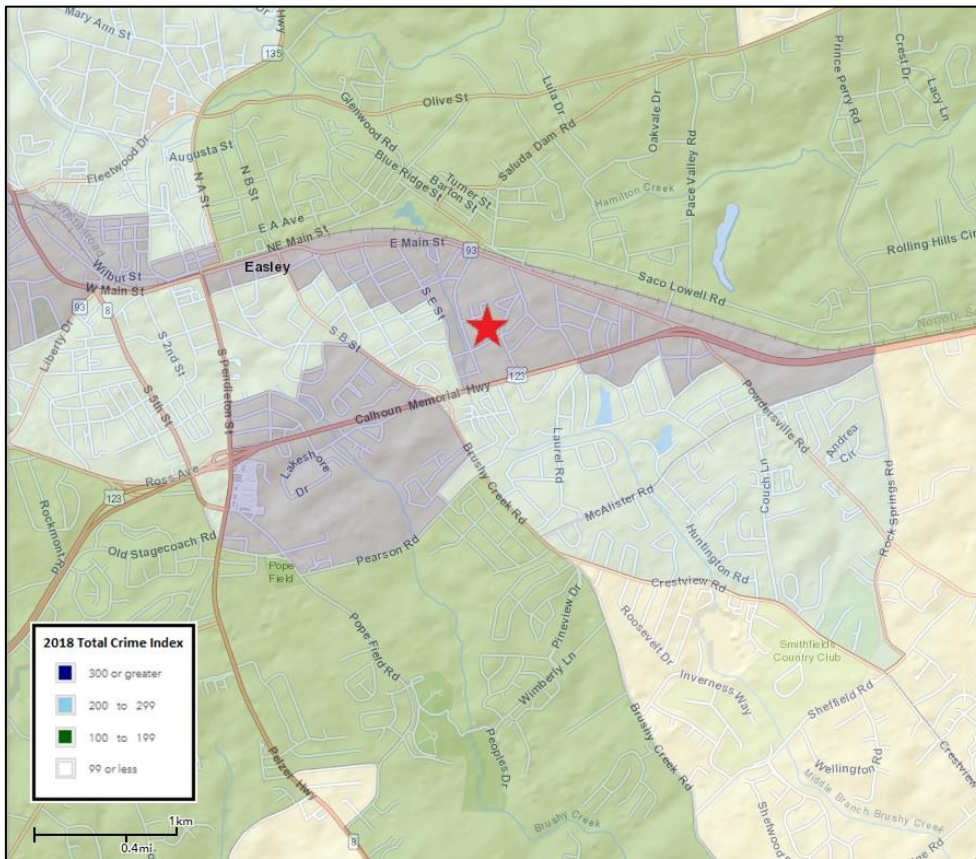 Mary Ann St
Hwy
135
Fleetwood Dr
Augusta St
N A St
N B St
E A Ave
NE Main St
Olive St
Glenwood Rd
Blue Ridge St
Turner St
Barton St
Lula Dr
Saluda Dam Rd
Oakvale Dr
Pace Valley Rd
Hamilton Creek
Prince Perry Rd
Crest Dr
Lacy Ln
Rolling Hills Cir
Wilbur St
W Main St
Easley
E Main St
93
Saco Lowell Rd
Norfolk S
93
8
Liberty Dr
S 2nd St
S 5th St
S Pendleton St
S B St
S E St
123
Calhoun Memorial Hwy
Powdersville Rd
Andrea Cir
Rock Springs Rd
Couch Ln
Laurel Rd
McAlister Rd
Huntington Rd
Brushy Creek Rd
Ross Ave
Lakeshore Dr
123
Rockmont Rd
Old Stagecoach Rd
Pearson Rd
Pope Field
Crestview Rd
Pineview Dr
Wimberly Ln
Pope Field Rd
Peoples Dr
Roosevelt Dr
Inverness Way
Smithfields
Country Club
Sheffield Rd
Crestview
Wellington Rd
Middle Branch Brushy Creek
Brushy Creek Rd
Brushy Creek
Pelzer Hwy
8
2018 Total Crime Index
300 or greater
200 to 299
100 to 199
99 or less
1km
0.4mi